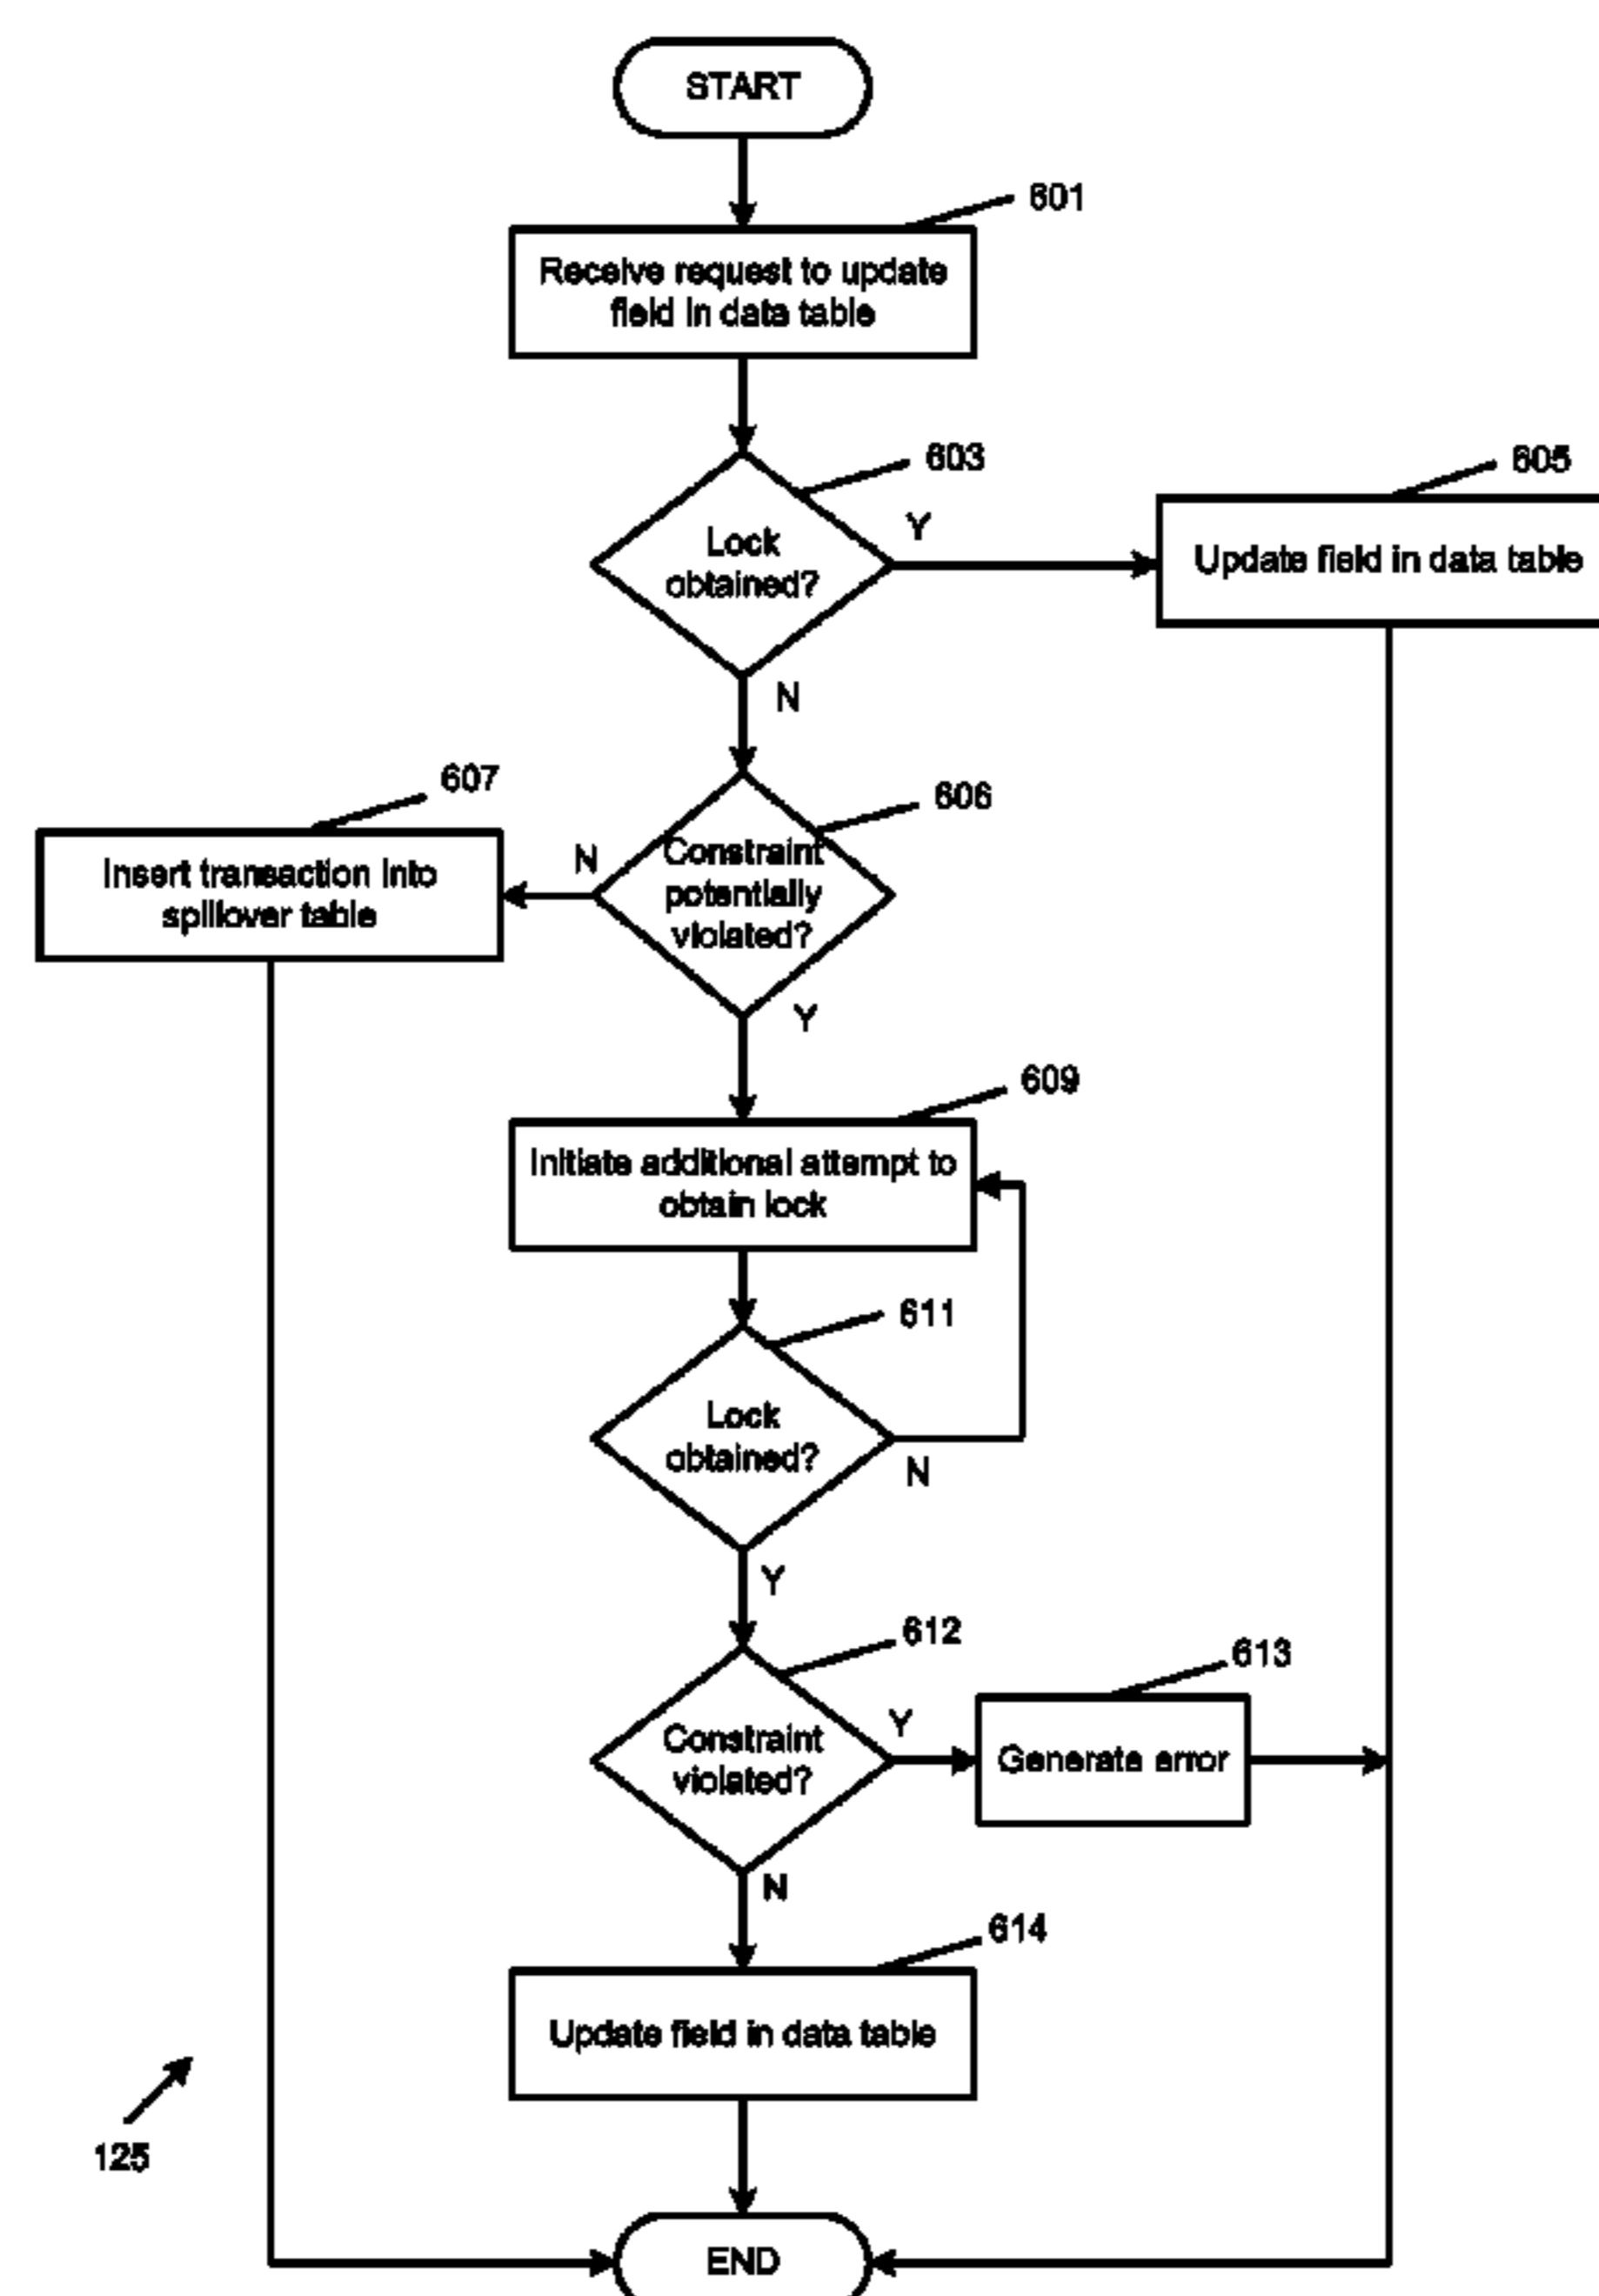 START
601
Receive request to update
field in data table
603
Lock
obtained?
Y
605
Update field in data table
N
607
Insert transaction into
spillover table
N
606
Constraint
potentially
violated?
Y
609
Initiate additional attempt to
obtain lock
611
Lock
obtained?
N
Y
612
Constraint
violated?
Y
613
Generate error
N
614
Update field in data table
125
END